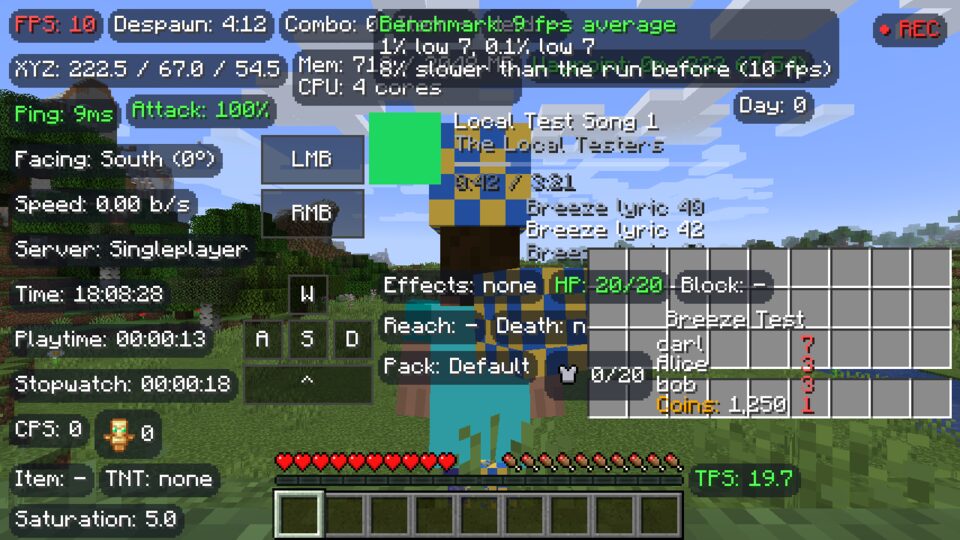 FPS: 10
Despawn: 4:12
Combo: 0
Benchmark: 9 fps average
1% low 7, 0.1% low 7
8% slower than the run before (10 fps)
REC
XYZ: 222.5 / 67.0 / 54.5
Mem:
CPU: 4 cores
Day: 0
Ping: 9ms
Attack: 100%
Local Test Song 1
The Local Testers
0:42 / 3:21
Facing: South (0°)
LMB
Speed: 0.00 b/s
RMB
Breeze lyric
Breeze lyric 42
Breeze lyric
Server: Singleplayer
Effects: none
HP: 20/20
Block: -
Time: 18:08:28
W
Reach: -
Death:
Breeze Test
Playtime: 00:00:13
A
S
D
darl 7
Alice 3
bob 3
Coins: 1,250 1
Pack: Default
0/20
Stopwatch: 00:00:18
^
CPS: 0
0
Item: -
TNT: none
TPS: 19.7
Saturation: 5.0